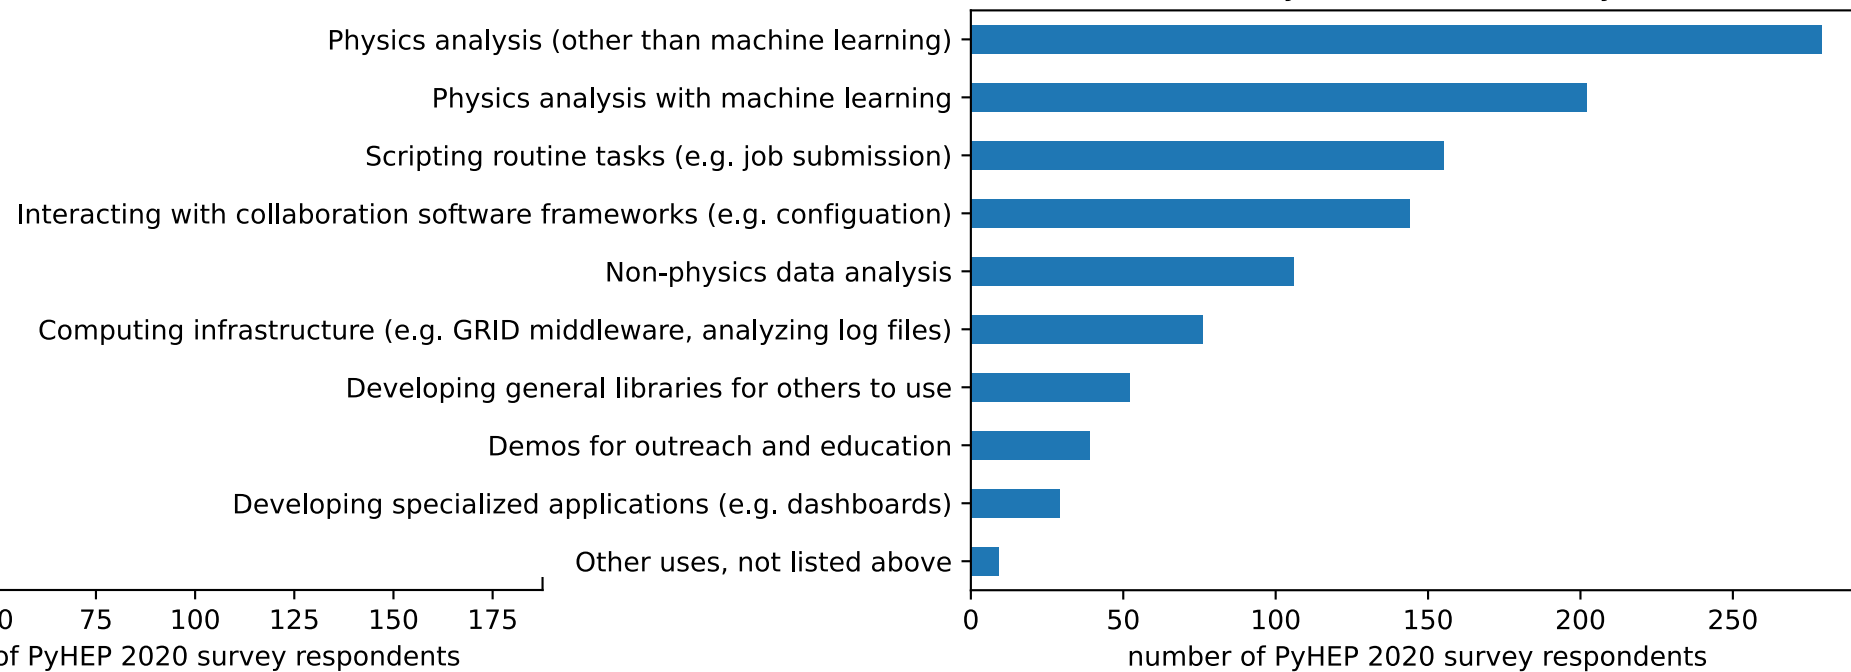 Physics analysis (other than machine learning)
Physics analysis with machine learning
Scripting routine tasks (e.g. job submission)
Interacting with collaboration software frameworks (e.g. configuation)
Non-physics data analysis
Computing infrastructure (e.g. GRID middleware, analyzing log files)
Developing general libraries for others to use
Demos for outreach and education
Developing specialized applications (e.g. dashboards)
Other uses, not listed above
0 75 100 125 150 175
of PyHEP 2020 survey respondents
0 50 100 150 200 250
number of PyHEP 2020 survey respondents